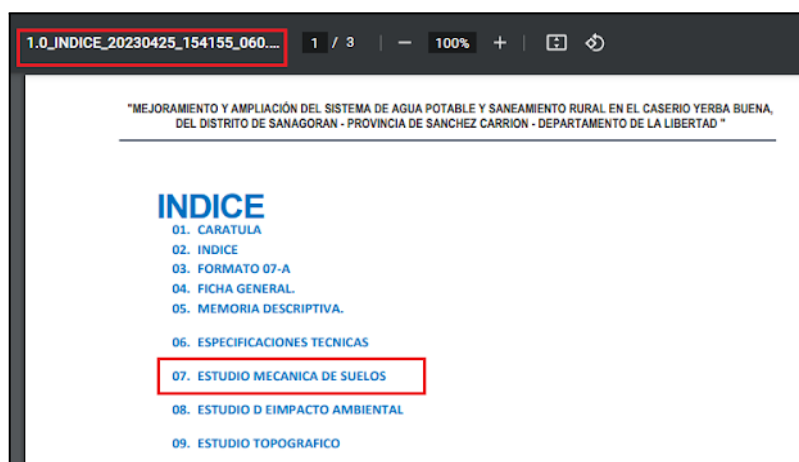 1.0_INDICE_20230425_154155_060.... 1 / 3 | — 100% + |
"MEJORAMIENTO Y AMPLIACIÓN DEL SISTEMA DE AGUA POTABLE Y SANEAMIENTO RURAL EN EL CASERIO YERBA BUENA,
DEL DISTRITO DE SANAGORAN - PROVINCIA DE SANCHEZ CARRION - DEPARTAMENTO DE LA LIBERTAD "
INDICE
01. CARATULA
02. INDICE
03. FORMATO 07-A
04. FICHA GENERAL.
05. MEMORIA DESCRIPTIVA.
06. ESPECIFICACIONES TECNICAS
07. ESTUDIO MECANICA DE SUELOS
08. ESTUDIO D EIMPACTO AMBIENTAL
09. ESTUDIO TOPOGRAFICO